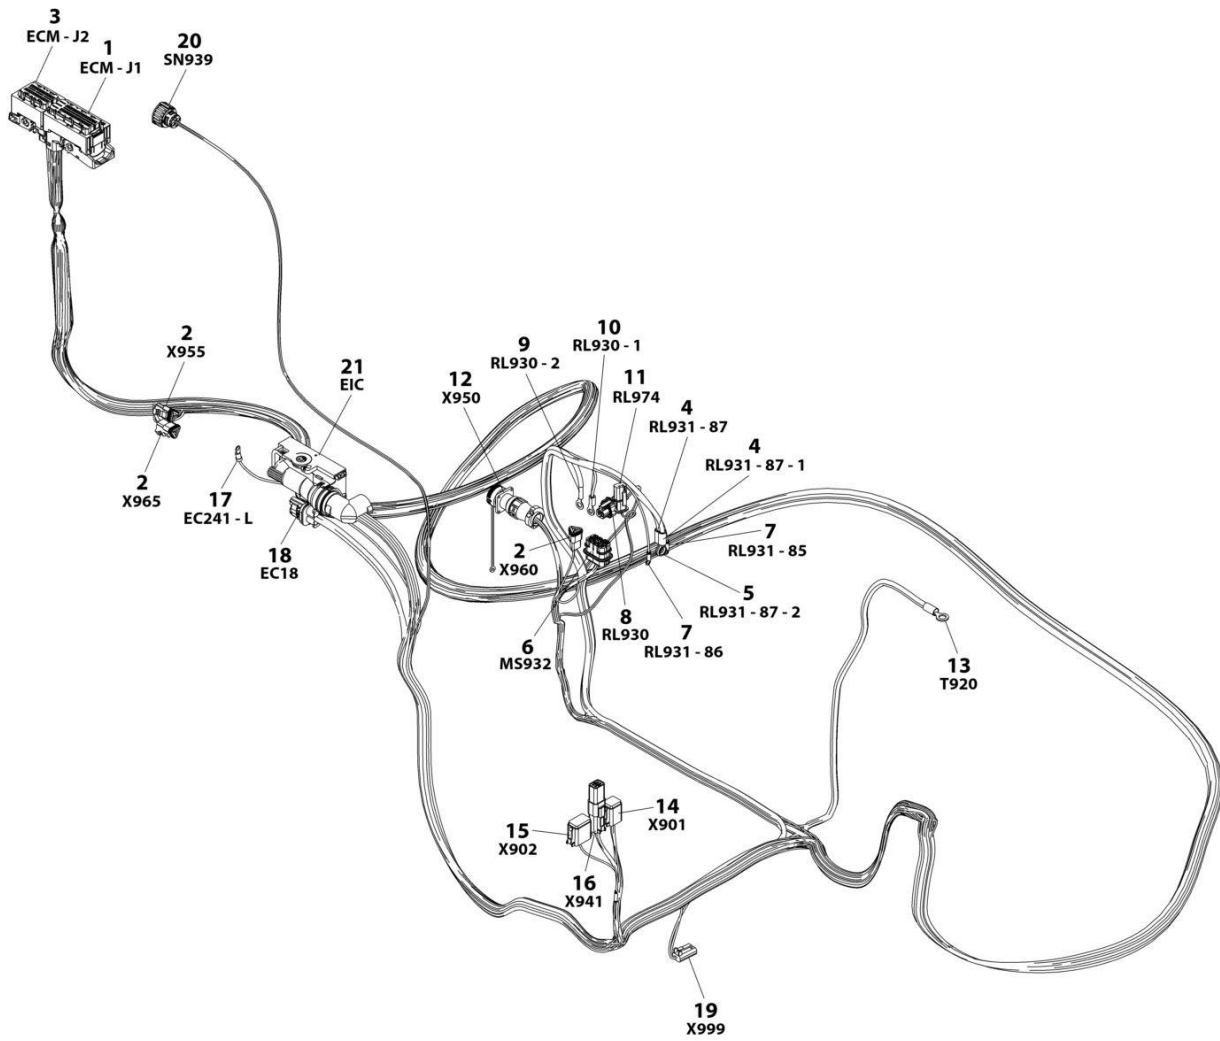 3
ECM - J2
1
ECM - J1
20
SN939
2
X955
21
EIC
12
X950
9
RL930 - 2
10
RL930 - 1
11
RL974
4
RL931 - 87
4
RL931 - 87 - 1
2
X965
17
EC241 - L
18
EC18
2
X960
7
RL931 - 85
5
RL931 - 87 - 2
8
RL930
7
RL931 - 86
6
MS932
13
T920
14
X901
15
X902
16
X941
19
X999